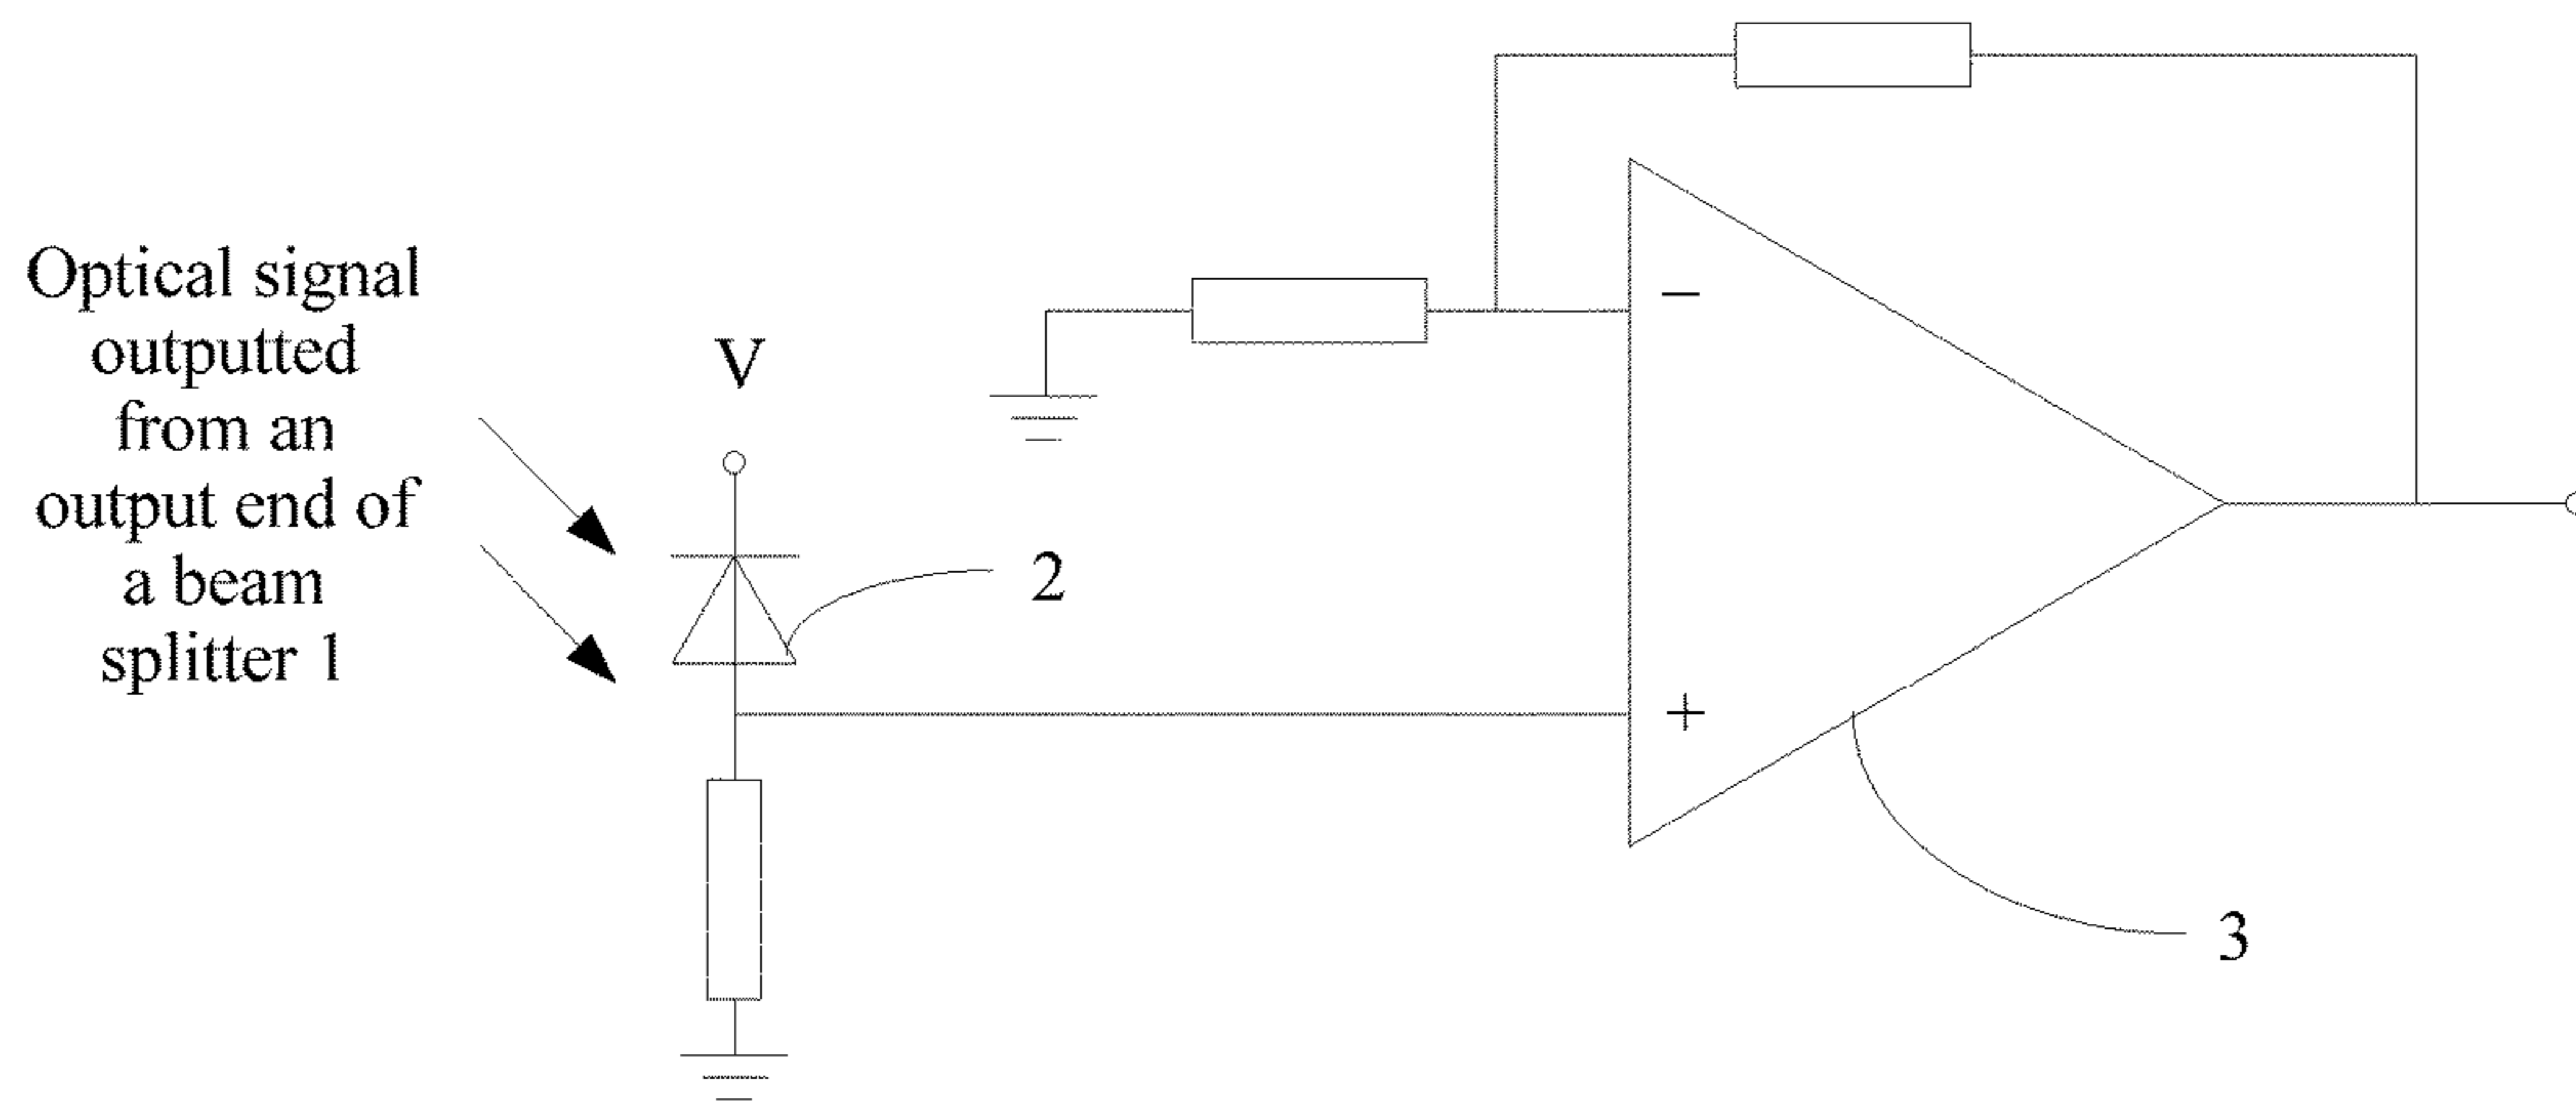 Optical signal
outputted
from an
output end of
a beam
splitter 1
V
2
−
+
3